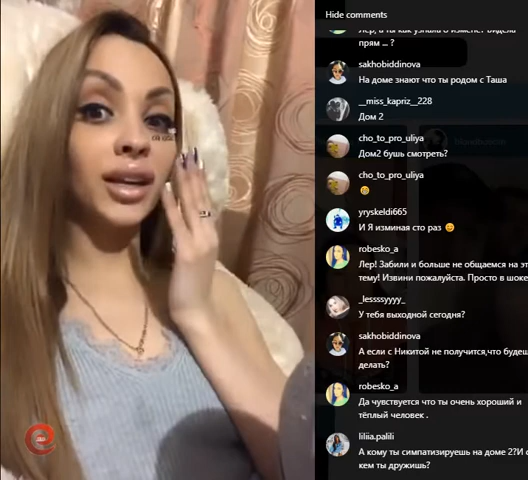 Hide comments
прям ... ?
sakhobiddinova
На доме знают что ты родом с Таша
__miss_kapriz__228
Дом 2
cho_to_pro_uliya
Дом2 бушь смотреть?
cho_to_pro_uliya
yryskeldi665
И Я изминая сто раз
robesko_a
Лер! Забили и больше не общаемся на эт
тему! Извини пожалуйста. Просто в шоке
_lessssyyyy_
У тебя выходной сегодня?
sakhobiddinova
А если с Никитой не получится,что будеш
делать?
robesko_a
Да чувствуется что ты очень хороший и
тёплый человек .
liliia.palili
А кому ты симпатизируешь на доме 2?И с
кем ты дружишь?